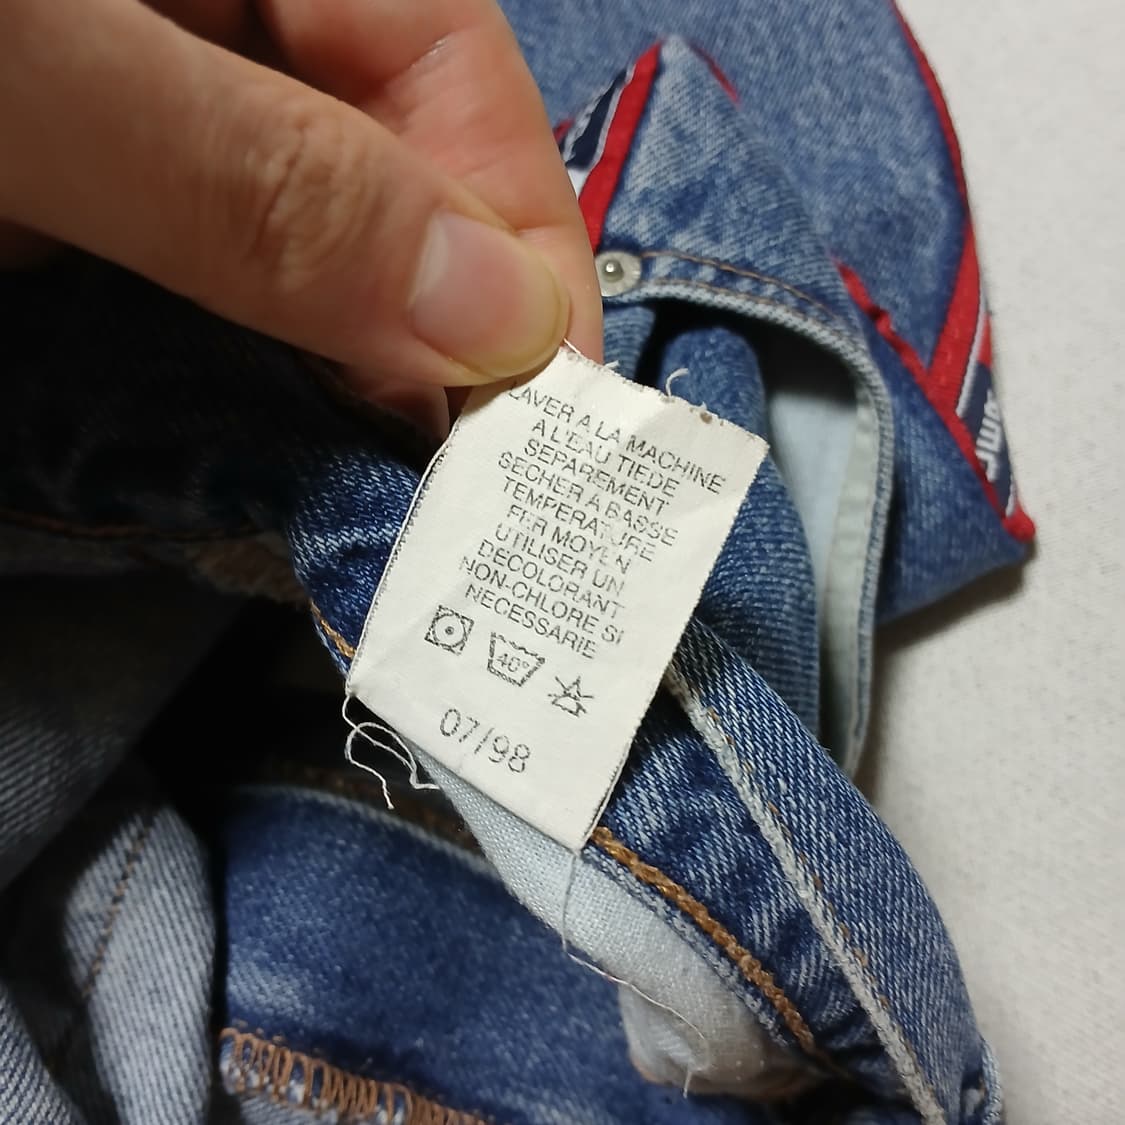 LAVER A LA MACHINE
A L'EAU TIEDE
SEPAREMENT
SECHER A BASSE
TEMPERATURE
FER MOYEN
UTILISER UN
DECOLORANT
NON-CHLORE SI
NECESSARIE
40°
07/98